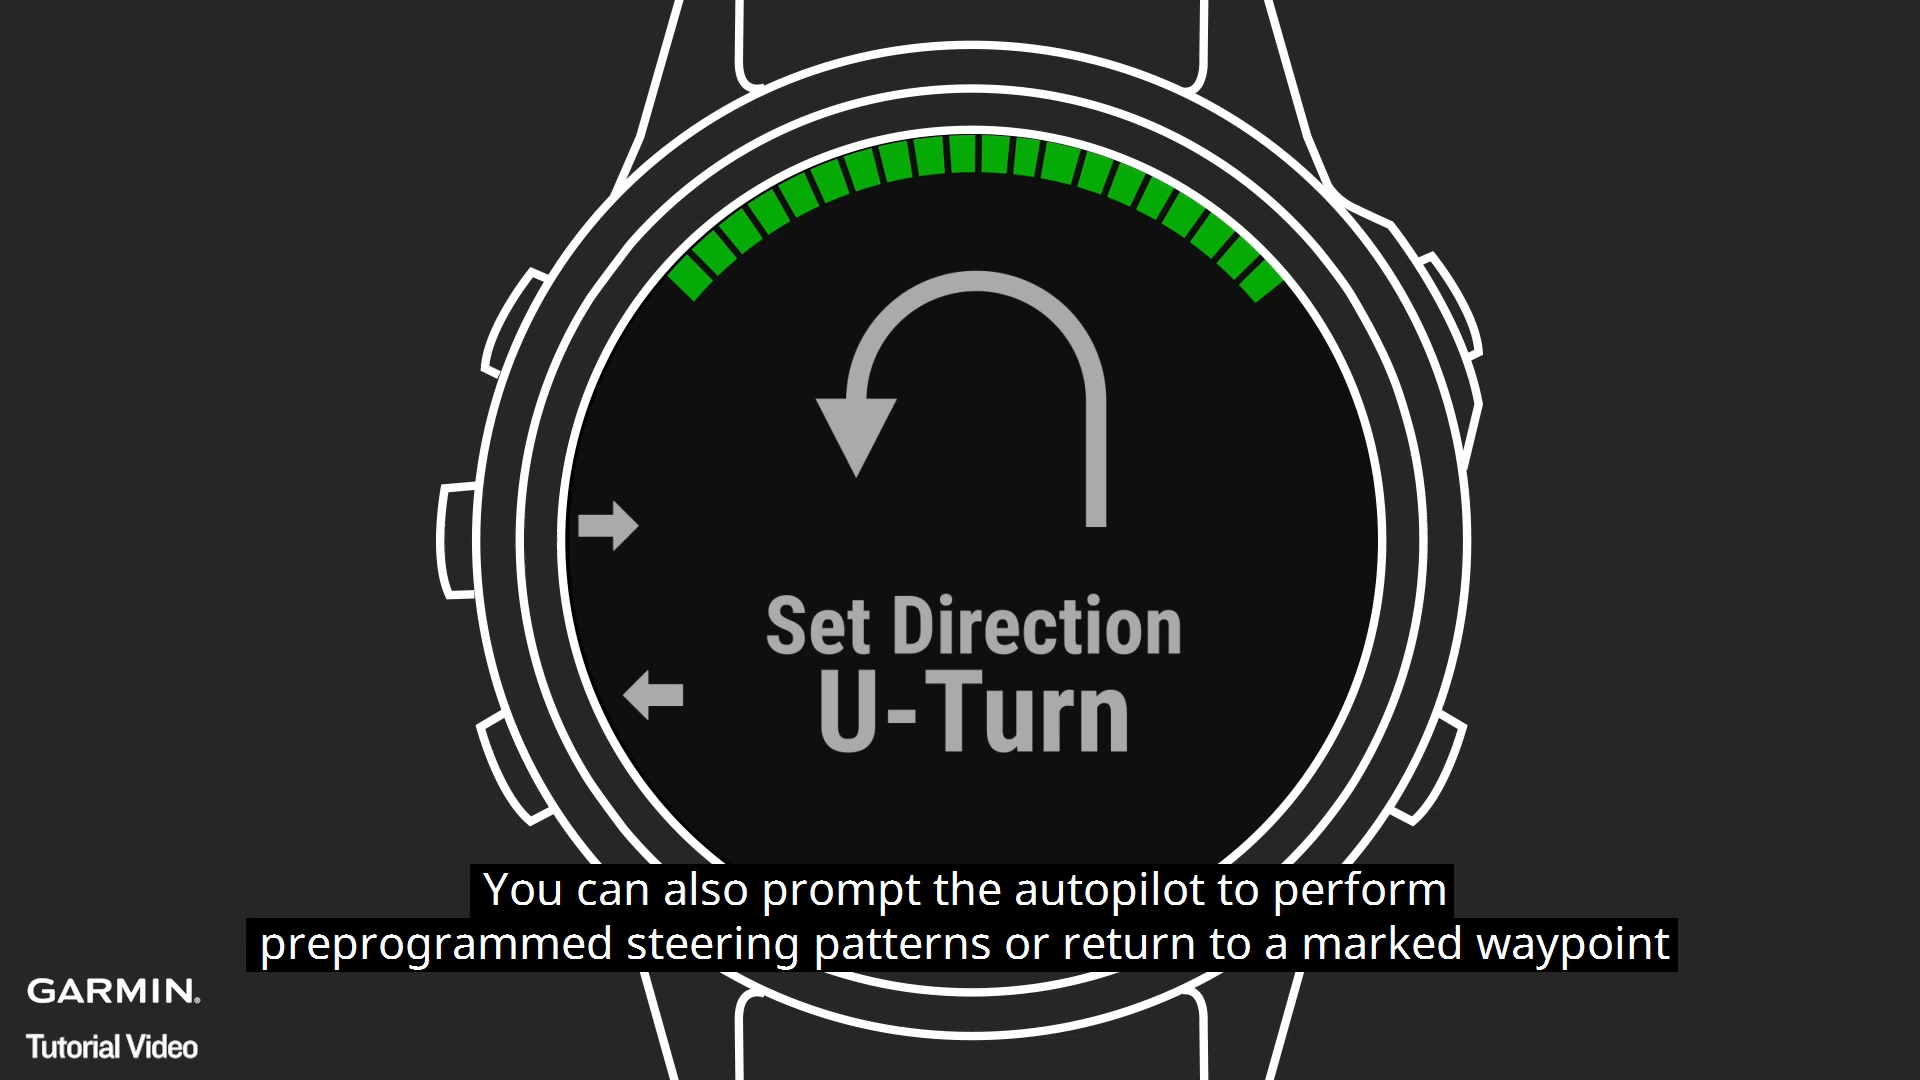 Set Direction
U-Turn
You can also prompt the autopilot to perform
preprogrammed steering patterns or return to a marked waypoint
GARMIN®
Tutorial Video